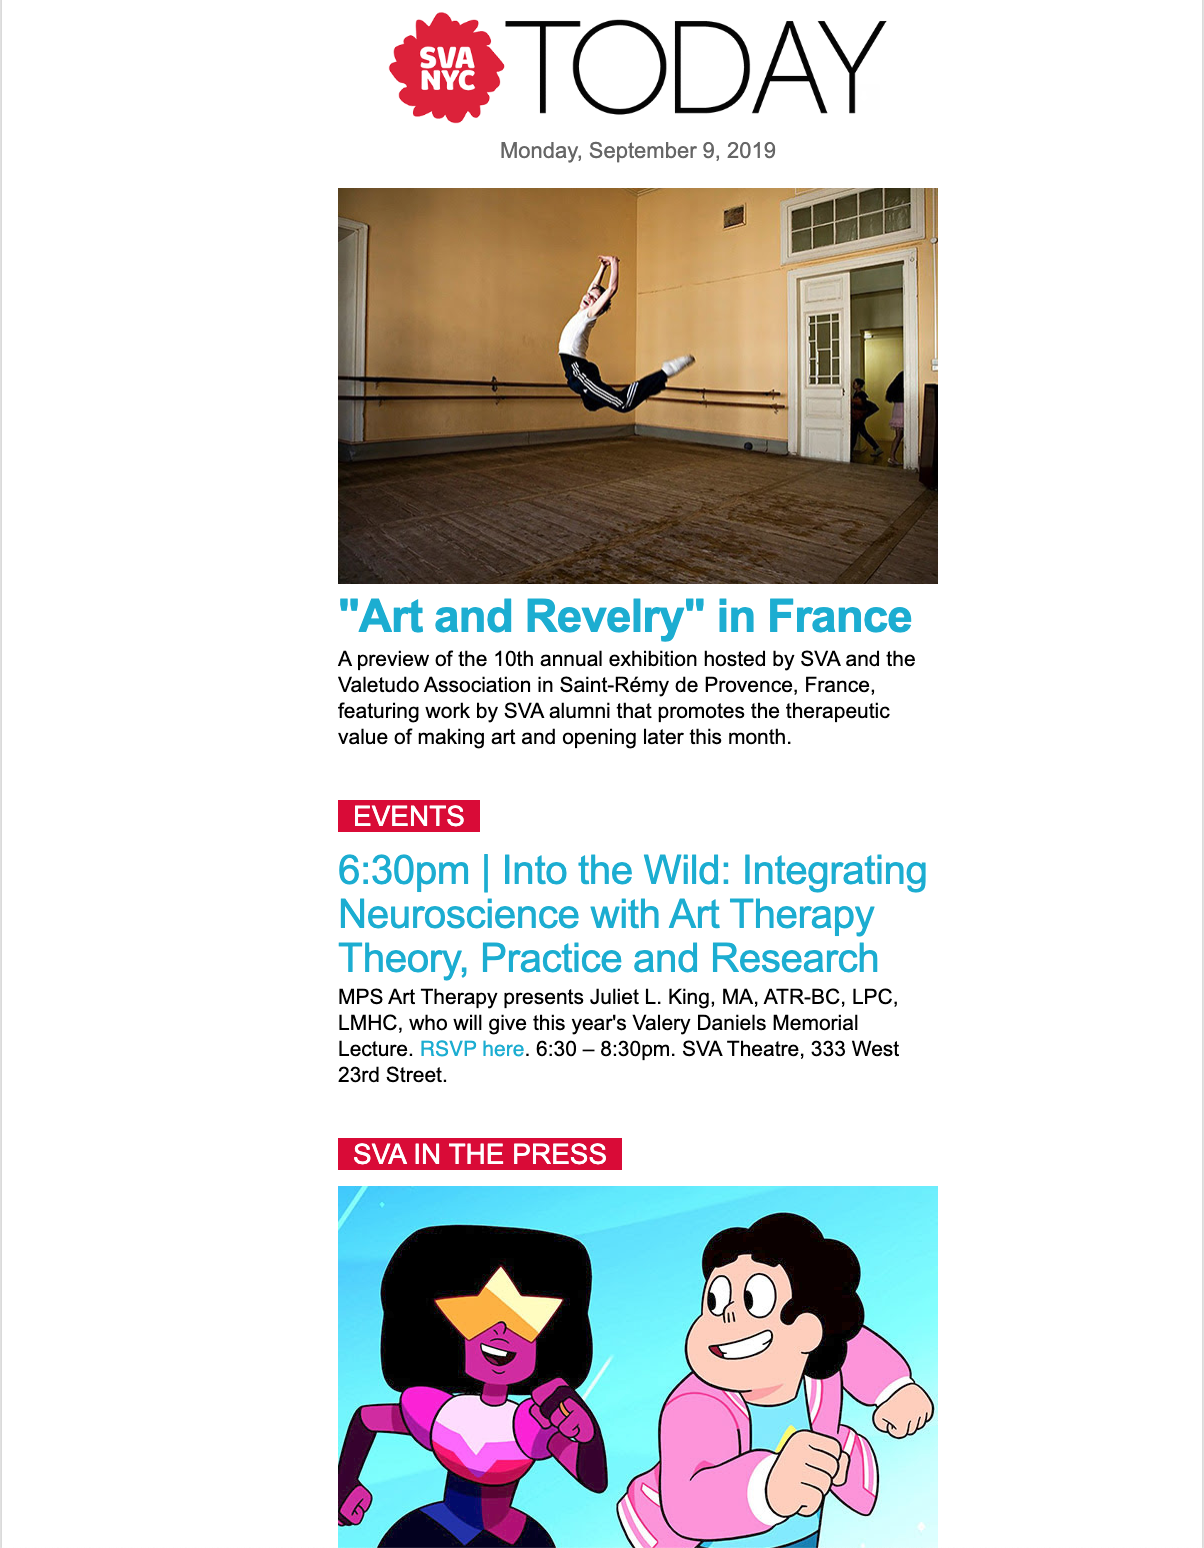 SVA
NYC
TODAY
Monday, September 9, 2019
"Art and Revelry" in France
A preview of the 10th annual exhibition hosted by SVA and the
Valetudo Association in Saint-Rémy de Provence, France,
featuring work by SVA alumni that promotes the therapeutic
value of making art and opening later this month.
EVENTS
6:30pm | Into the Wild: Integrating
Neuroscience with Art Therapy
Theory, Practice and Research
MPS Art Therapy presents Juliet L. King, MA, ATR-BC, LPC,
LMHC, who will give this year's Valery Daniels Memorial
Lecture. RSVP here. 6:30 – 8:30pm. SVA Theatre, 333 West
23rd Street.
SVA IN THE PRESS